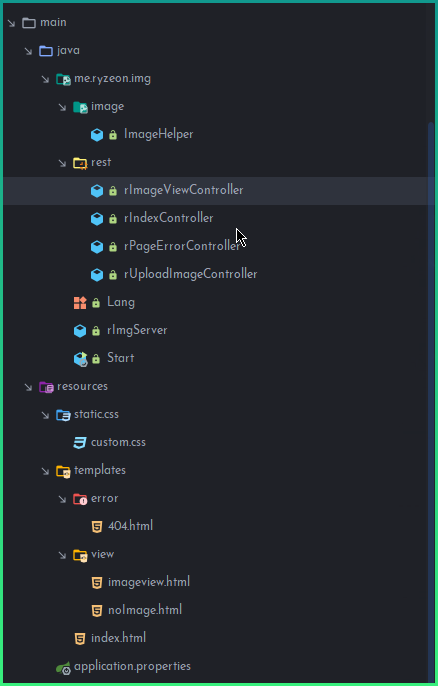 main
java
me.ryzeon.img
image
ImageHelper
rest
rImageViewController
rIndexController
rPageErrorController
rUploadImageController
Lang
rImgServer
Start
resources
static.css
custom.css
templates
error
404.html
view
imageview.html
noImage.html
index.html
application.properties